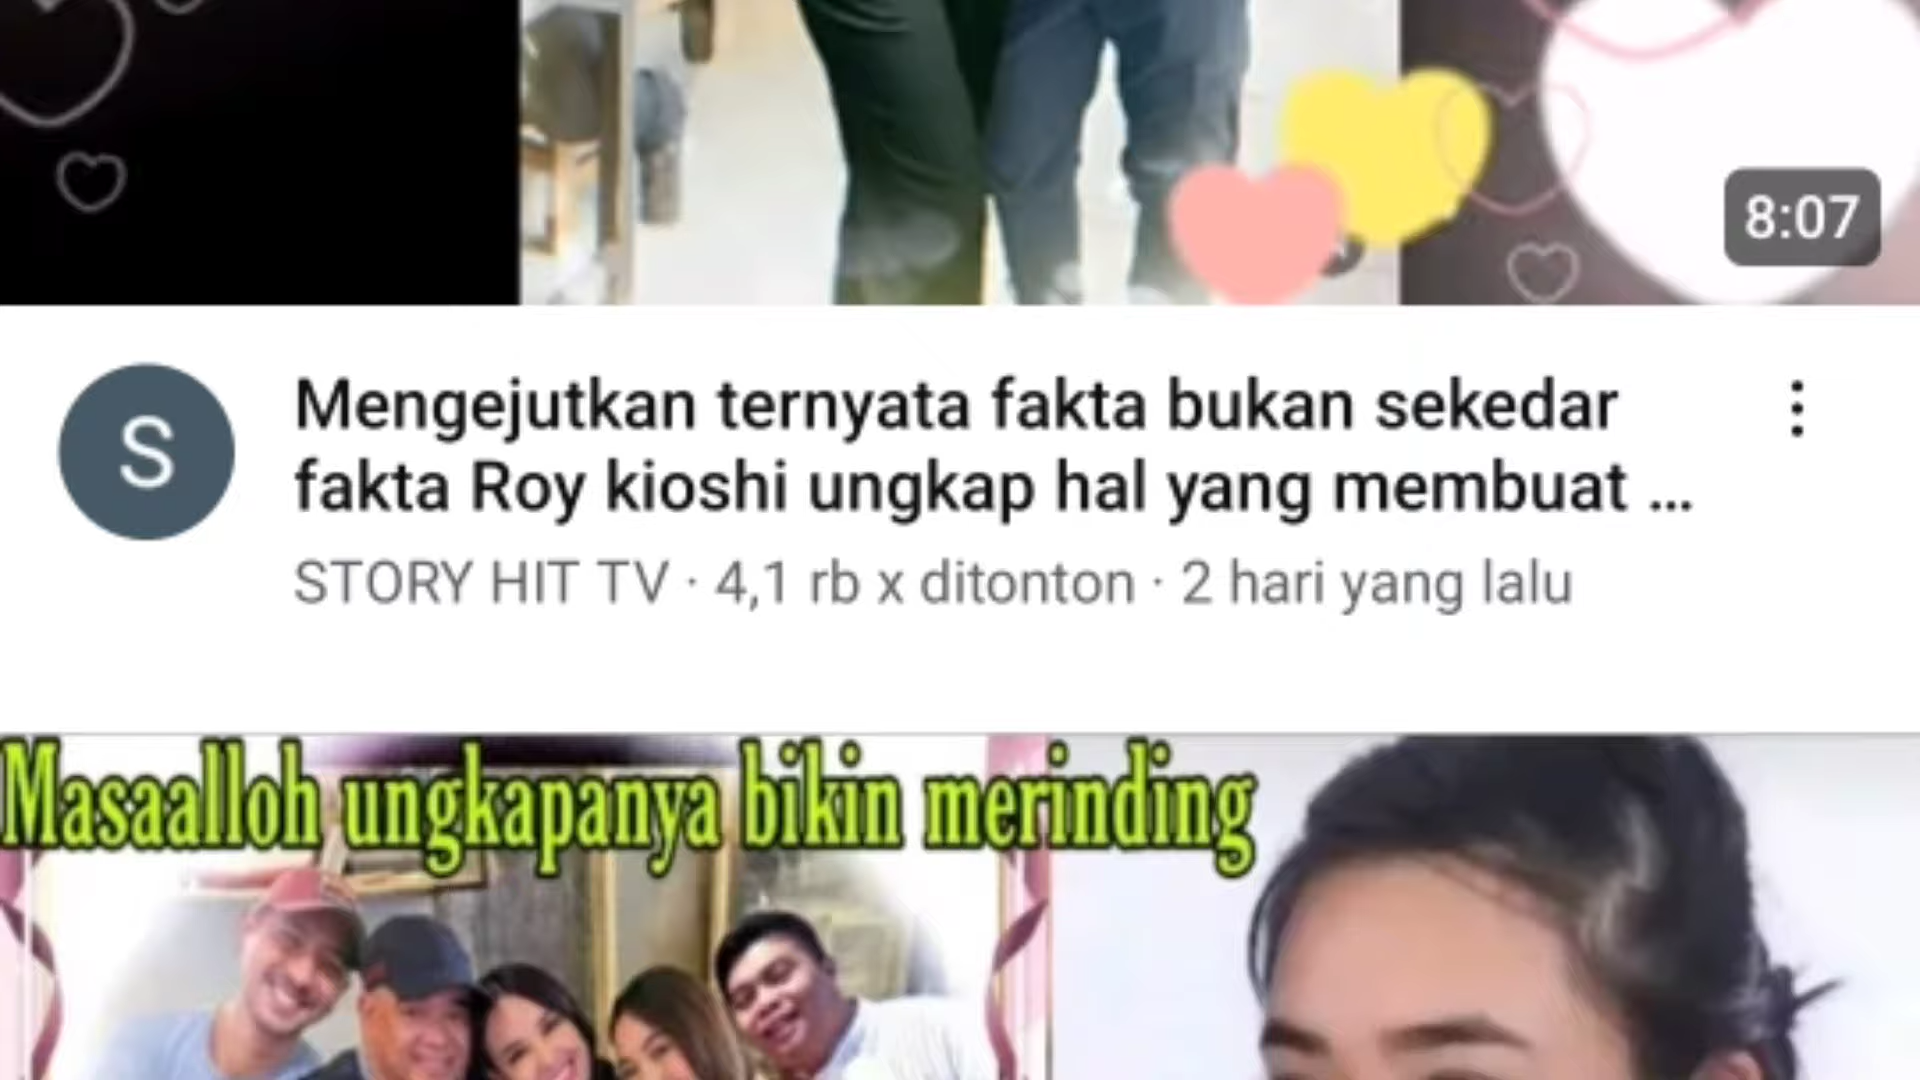 8:07
S
Mengejutkan ternyata fakta bukan sekedar
fakta Roy kioshi ungkap hal yang membuat ...
STORY HIT TV · 4,1 rb x ditonton · 2 hari yang lalu
Masaalloh ungkapanya bikin merinding